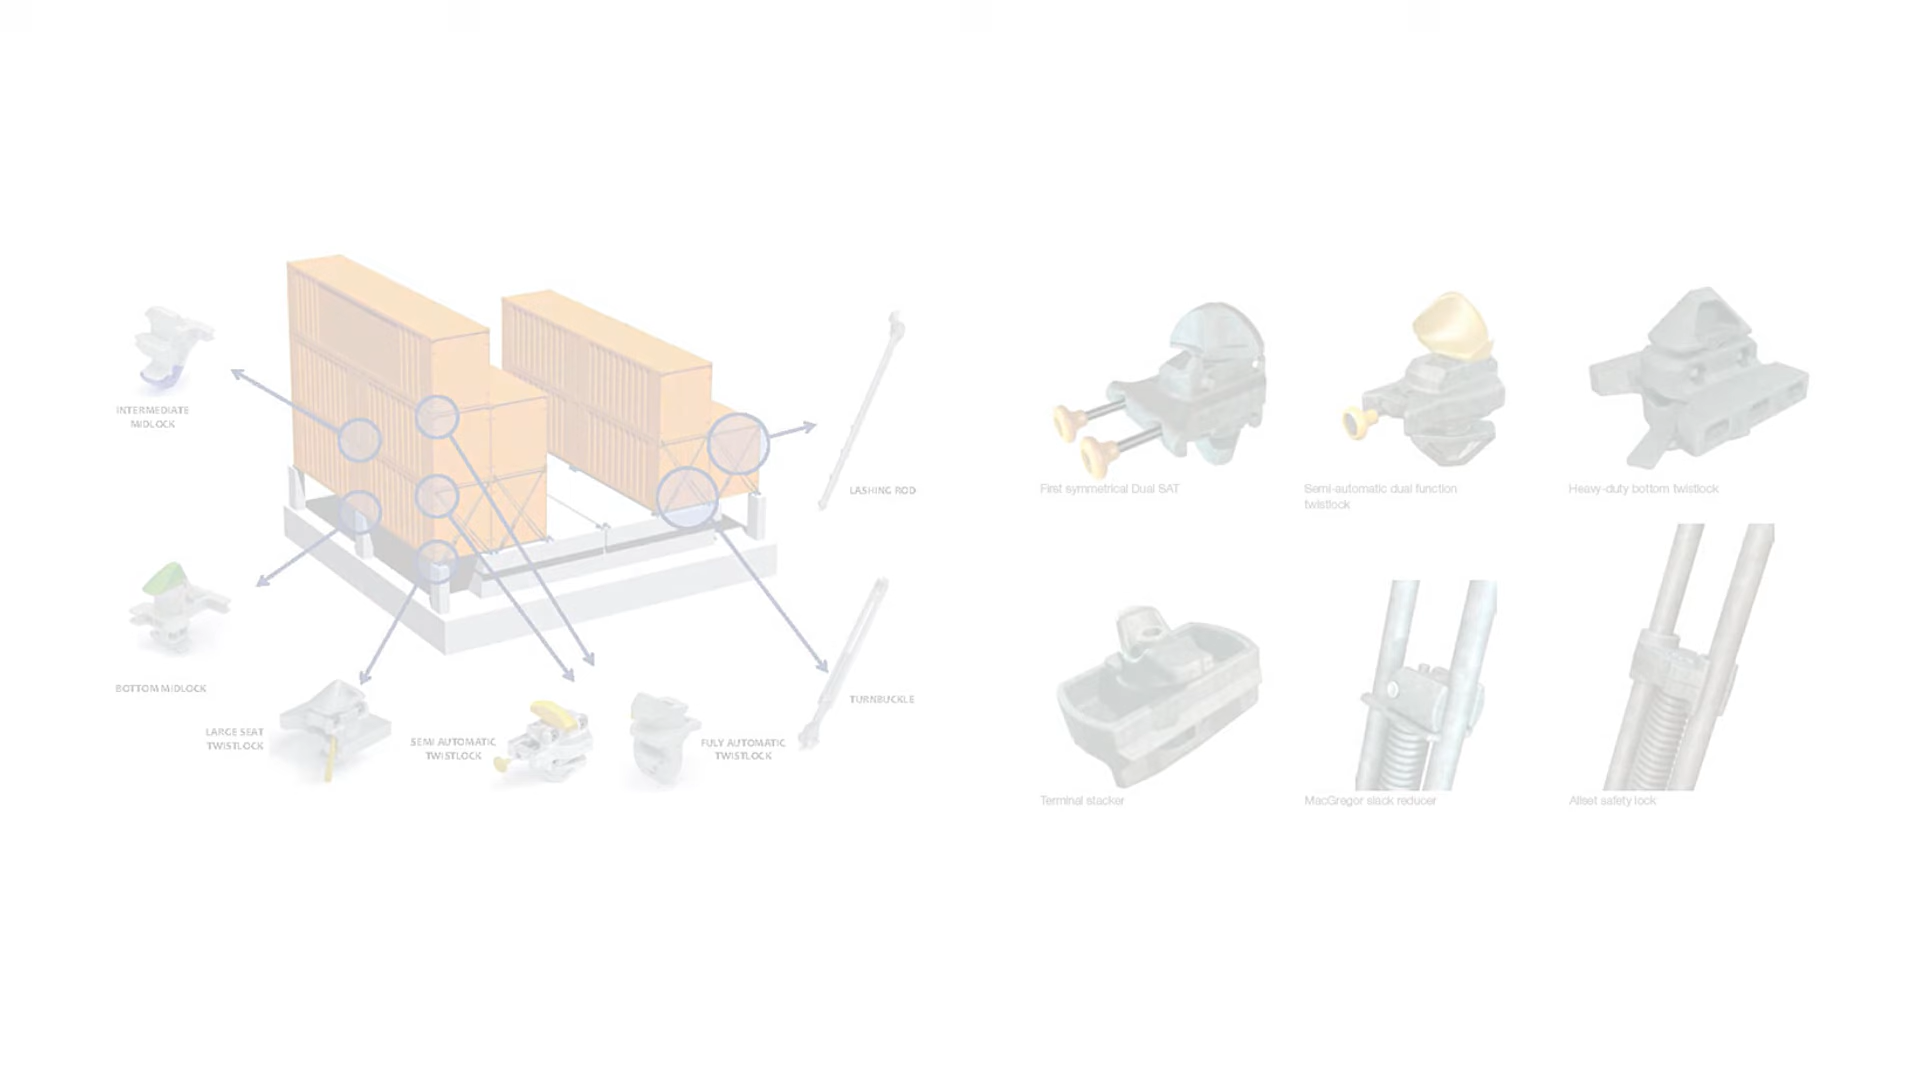 INTERMEDIATE
MIDLOCK
LASHING ROD
BOTTOM MIDLOCK
LARGE SEAT
TWISTLOCK
SEMI AUTOMATIC
TWISTLOCK
FULY AUTOMATIC
TWISTLOCK
TURNBUCKLE
First symmetrical Dual SAT
Semi-automatic dual function
twistlock
Heavy-duty bottom twistlock
Terminal stacker
MacGregor slack reducer
Allset safety lock